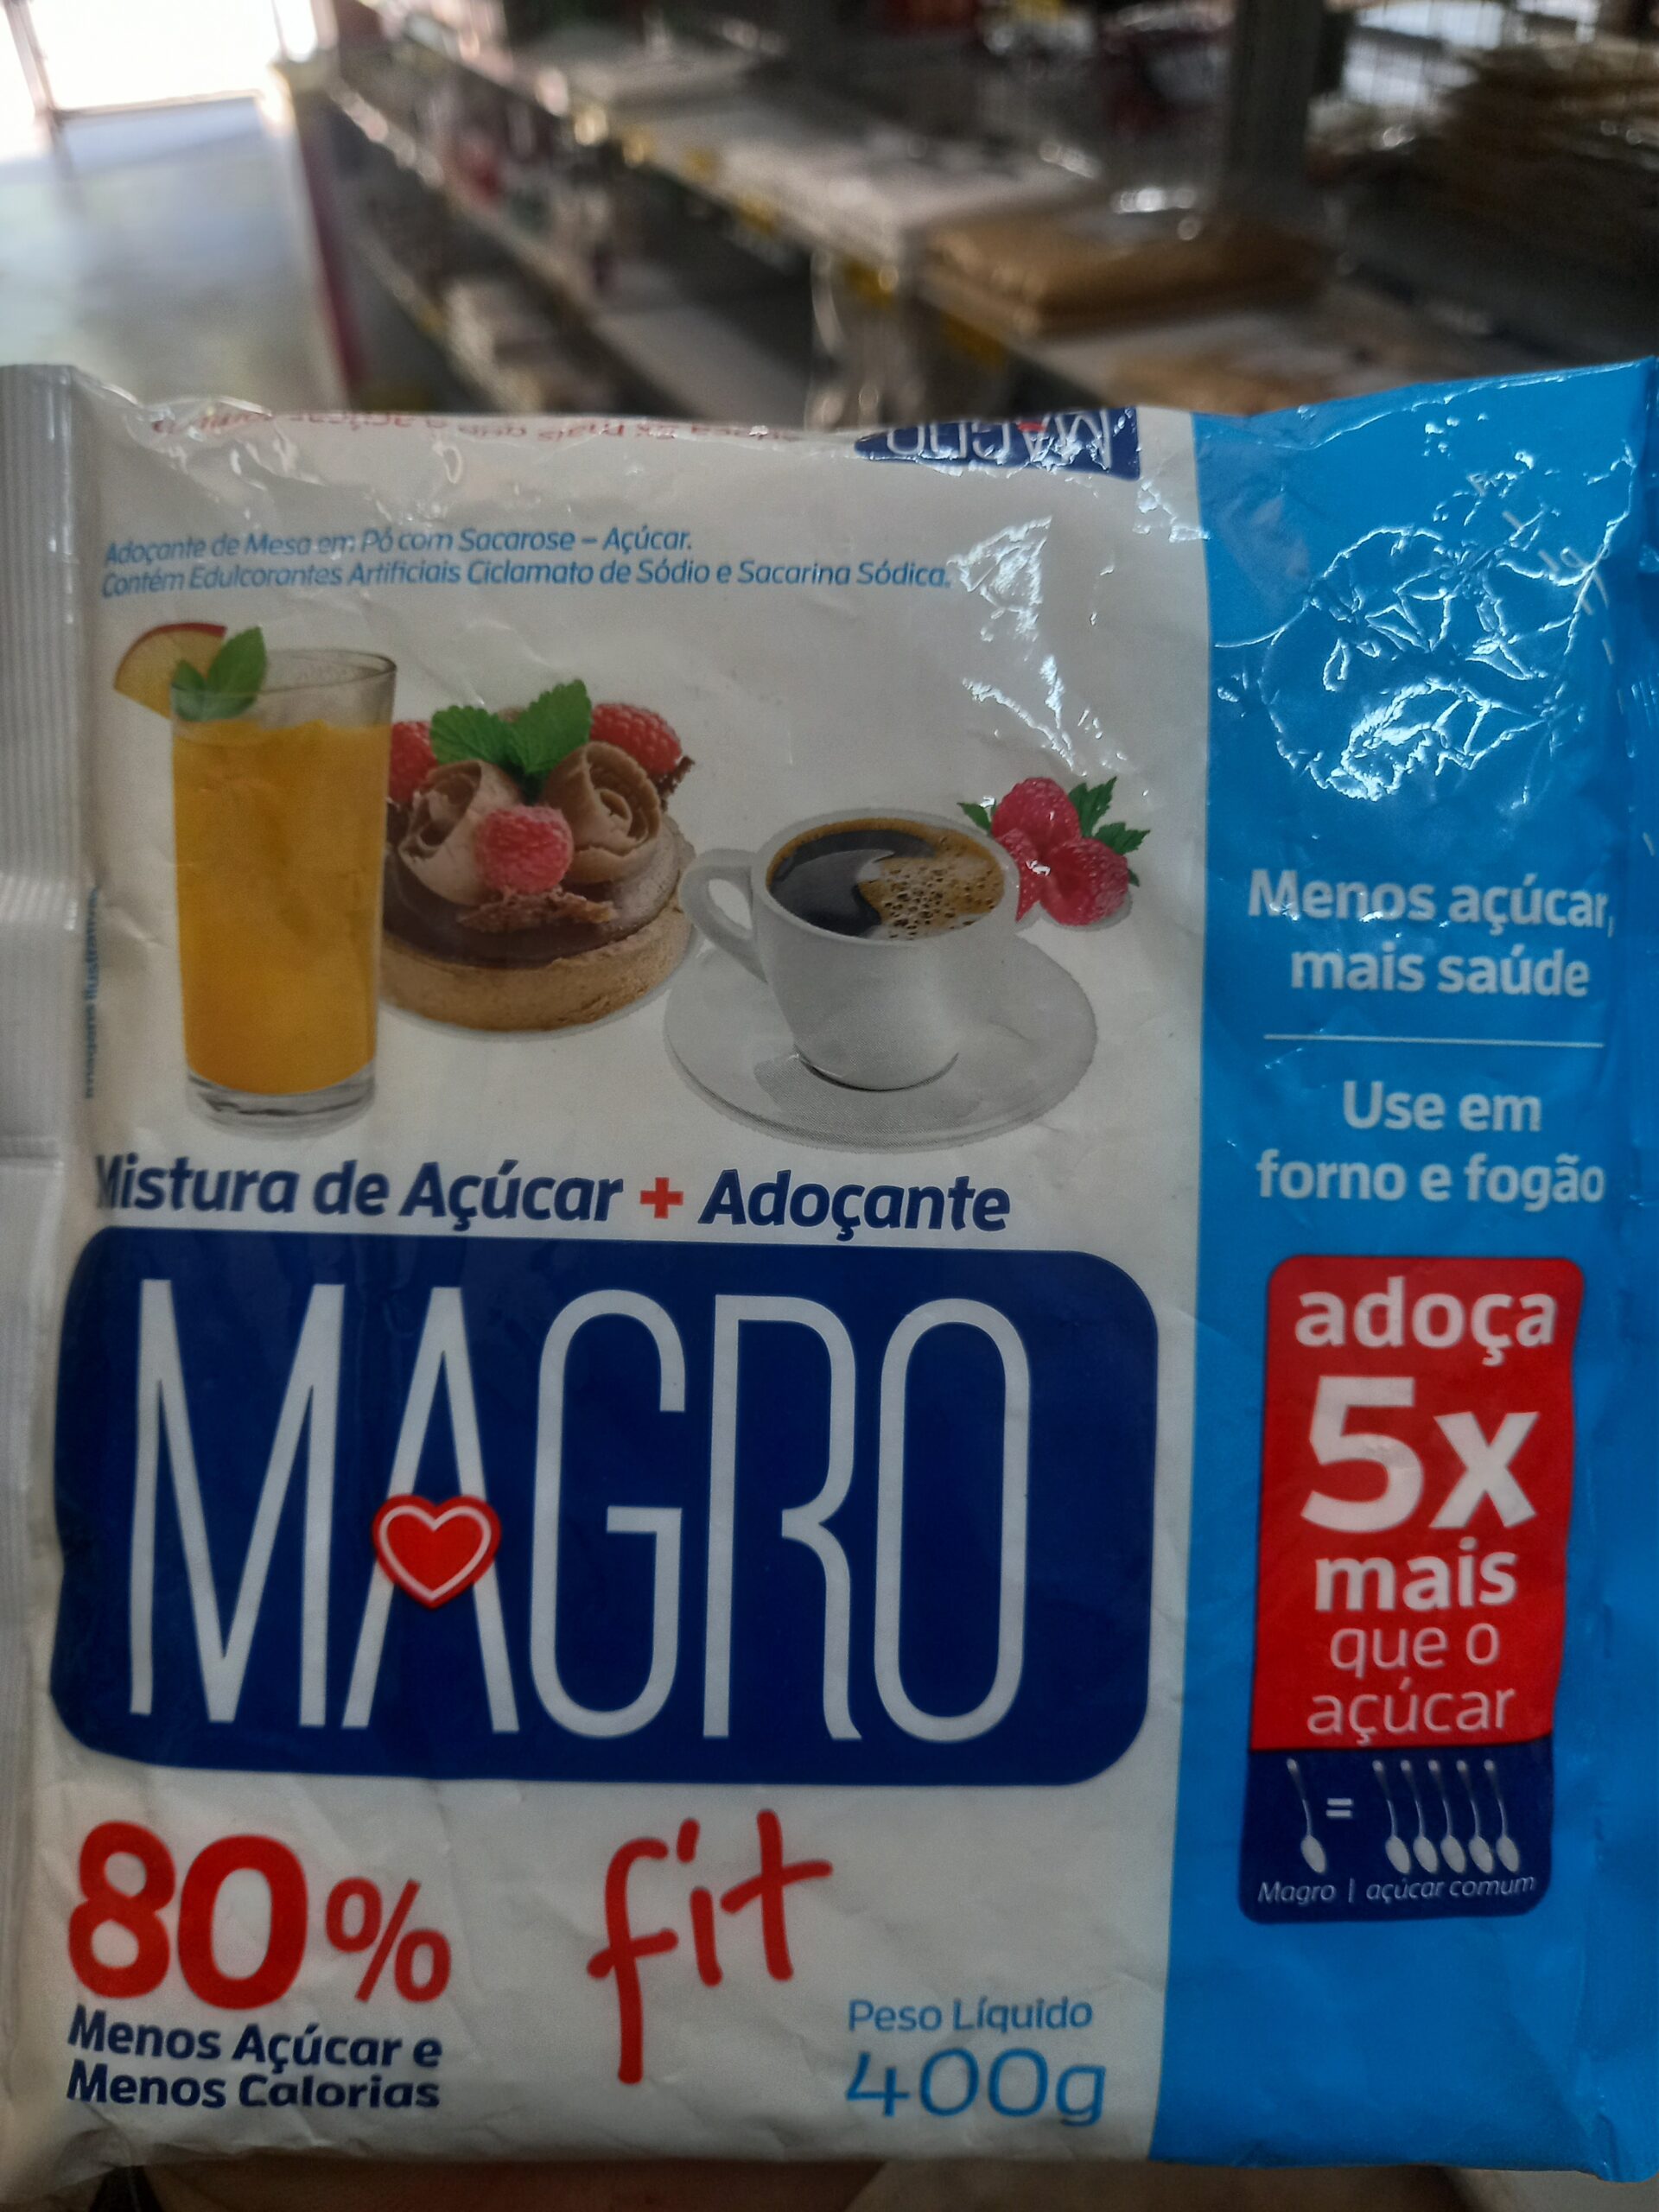 MAGRO
Adoçante de Mesa em Pó com Sacarose – Açúcar.
Contém Edulcorantes Artificiais Ciclamato de Sódio e Sacarina Sódica.
Imagens ilustrativas
Mistura de Açúcar + Adoçante
MAGRO
80%
Menos Açúcar e
Menos Calorias
fit
Peso Líquido
400g
Menos açúcar,
mais saúde
Use em
forno e fogão
adoça
5x
mais
que o
açúcar
=
Magro | açúcar comum